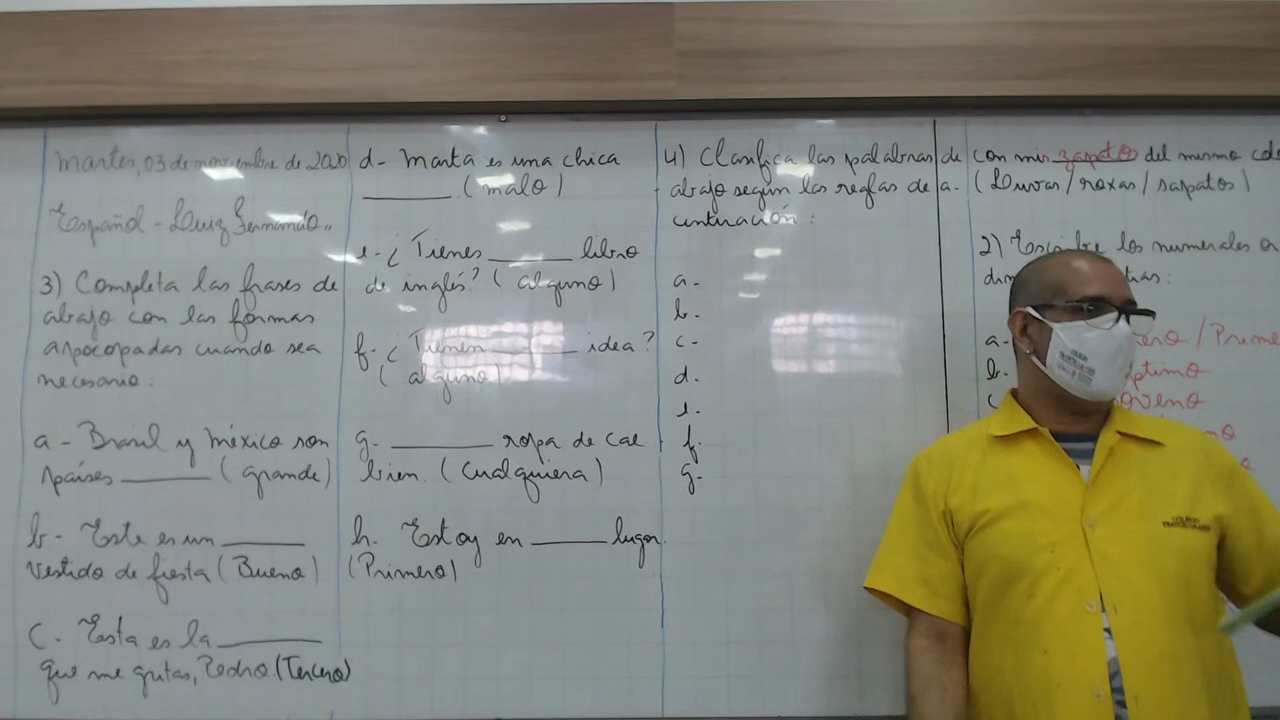 Martes, 03 de noviembre de 2020
Español - Luiz Fernando
3) Completa las frases de
abajo con las formas
apocopadas cuando sea
necesario:
a - Brasil y México son
países ______ (grande)
b - Este es un ______
vestido de fiesta (Bueno)
c. Esta es la ______
que me gritas, Pedro. (Tercero)
d - Marta es una chica
______ . (malo)
e - ¿Tienes ______ libro
de inglés? (alguno)
f - ¿Tienen ______ idea?
(alguno)
g - ______ ropa de cae
bien. (Cualquiera)
h. Estoy en ______ lugar.
(Primero)
4) Clasifica las palabras de
abajo según las reglas de a-
centuación:
a -
b -
c -
d -
e -
f -
g -
con mis zapatos del mismo
(Luvas / roxas / sapatos)
2) Escribe los numerales
a-
b-
c